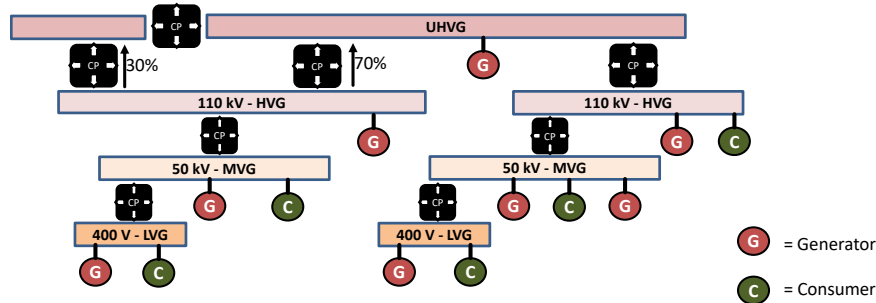 CP
UHVG
CP
30%
CP
70%
G
CP
110 kV - HVG
110 kV - HVG
CP
G
CP
G
C
50 kV - MVG
50 kV - MVG
CP
G
C
CP
G
C
G
400 V - LVG
400 V - LVG
G
C
G
C
G = Generator
C = Consumer